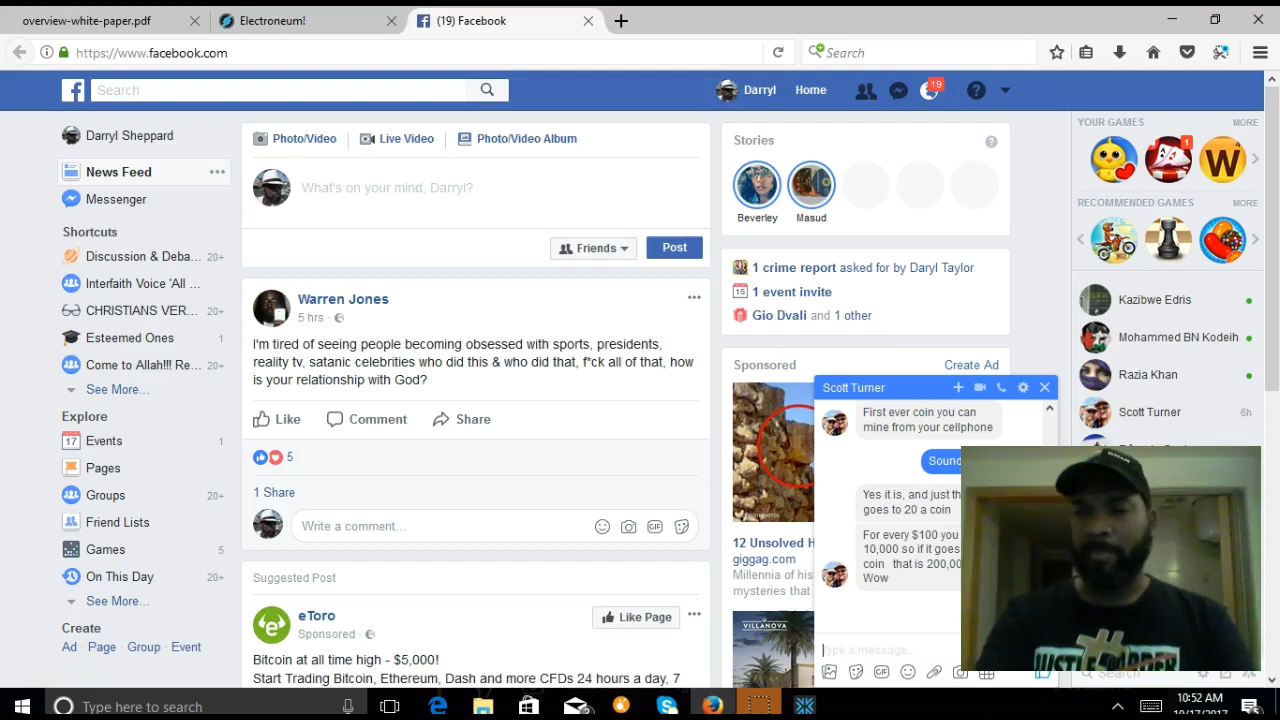 overview-white-paper.pdf
Electroneum!
(19) Facebook
https://www.facebook.com
Search
Search
Darryl
Home
19
Darryl Sheppard
News Feed
Messenger
Shortcuts
Discussion & Deba... 20+
Interfaith Voice 'All ...
CHRISTIANS VER... 20+
Esteemed Ones 1
Come to Allah!!! Re... 20+
See More...
Explore
Events 1
Pages
Groups 20+
Friend Lists
Games 5
On This Day 20+
See More...
Create
Ad · Page · Group · Event
Photo/Video
Live Video
Photo/Video Album
What's on your mind, Darryl?
Friends
Post
Warren Jones
5 hrs ·
I'm tired of seeing people becoming obsessed with sports, presidents,
reality tv, satanic celebrities who did this & who did that, f*ck all of that, how
is your relationship with God?
Like
Comment
Share
5
1 Share
Write a comment...
GIF
Suggested Post
eToro
Sponsored ·
Like Page
Bitcoin at all time high - $5,000!
Start Trading Bitcoin, Ethereum, Dash and more CFDs 24 hours a day, 7
Stories
Beverley
Masud
1 crime report asked for by Daryl Taylor
15
1 event invite
Gio Dvali and 1 other
Sponsored
Create Ad
12 Unsolved H
giggag.com
Millennia of his
mysteries that
VILLANOVA
Scott Turner
First ever coin you can
mine from your cellphone
Sound
Yes it is, and just th
goes to 20 a coin
For every $100 you
10,000 so if it goes
coin that is 200,00
Wow
Type a message...
GIF
YOUR GAMES
MORE
1
W
RECOMMENDED GAMES
MORE
Kazibwe Edris
Mohammed BN Kodeih
Razia Khan
Scott Turner 6h
Search
Type here to search
10:52 AM
10/17/2017